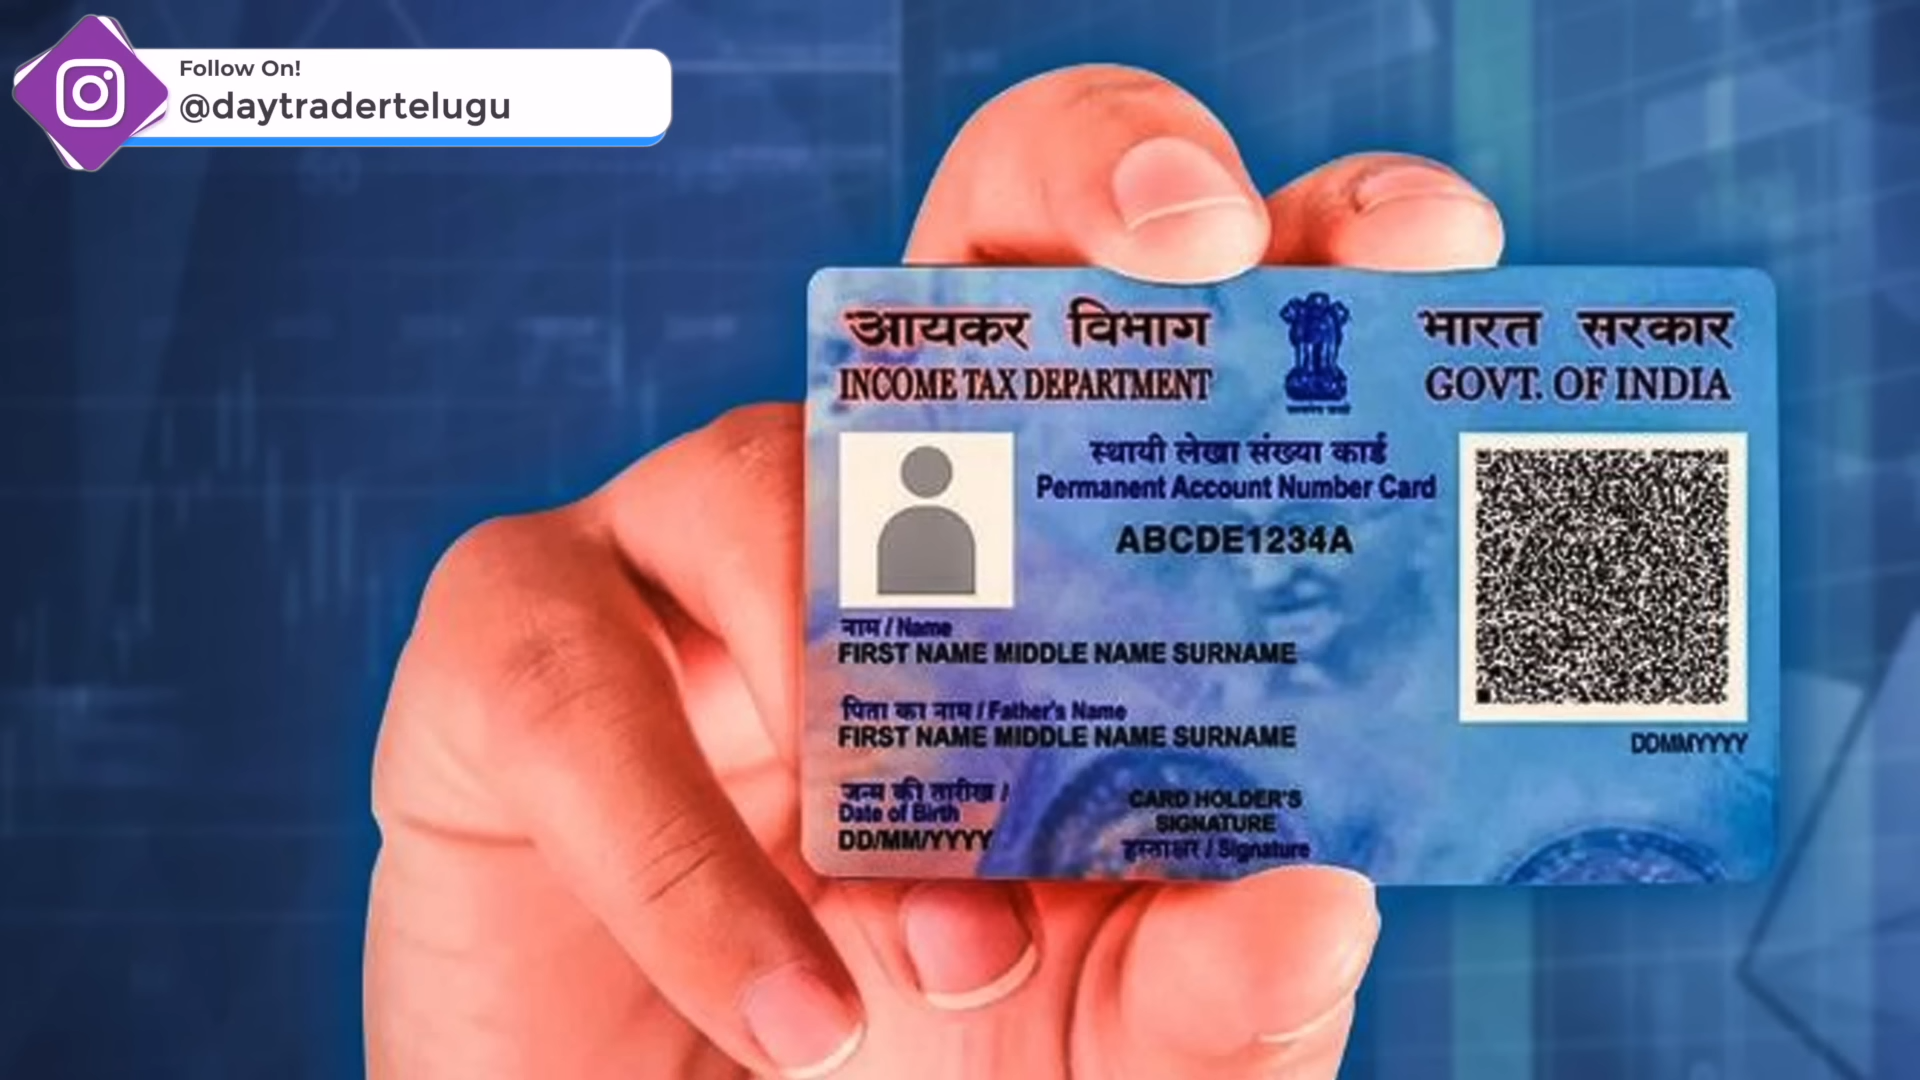 Follow On!
@daytradertelugu
आयकर विभाग
INCOME TAX DEPARTMENT
भारत सरकार
GOVT. OF INDIA
स्थायी लेखा संख्या कार्ड
Permanent Account Number Card
ABCDE1234A
नाम / Name
FIRST NAME MIDDLE NAME SURNAME
पिता का नाम / Father's Name
FIRST NAME MIDDLE NAME SURNAME
जन्म की तारीख /
Date of Birth
DD/MM/YYYY
CARD HOLDER'S
SIGNATURE
हस्ताक्षर / Signature
DDMMYYYY